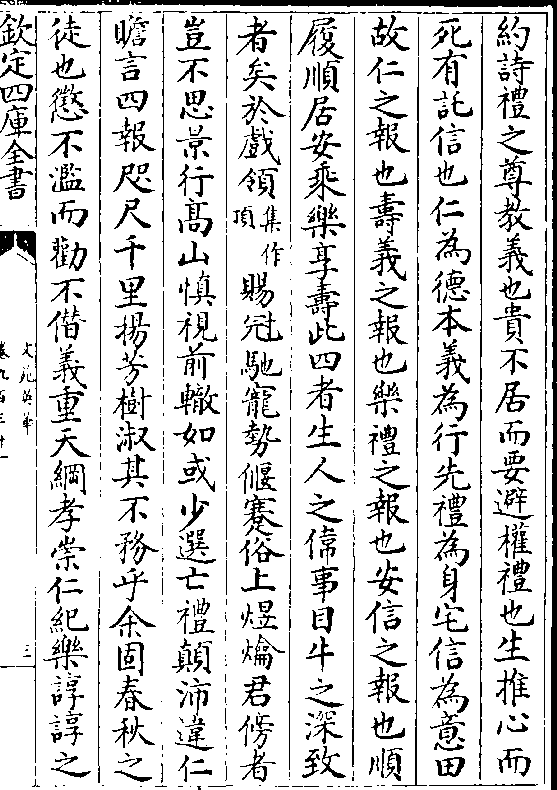 約詩禮之尊教義也貴不居而要避權禮也生推心而
死有託信也仁為德本義為行先禮為身宅信為意田
故仁之報也壽義之報也樂禮之報也安信之報也順
履順居安乘樂享壽此四者生人之偉事目牛之深致
者矣於戲領集作項賜冠馳寵勢偃蹇俗上煜爚君傍者
豈不思景行高山慎視前轍如或少選亡禮顛沛違仁
瞻言四報咫尺千里揚芳樹淑其不務乎余固春秋之
徒也懲不濫而勸不僭義重天綱孝崇仁紀樂諄諄之
欽定四庫全書
文苑英華
卷九百三十一
三